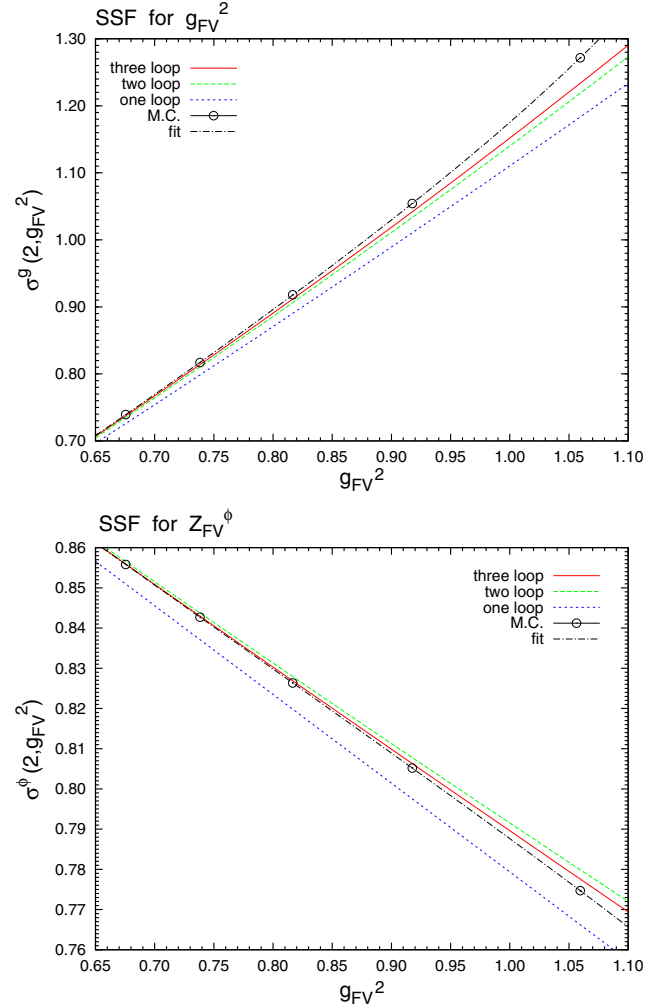 SSF for g_FV^2
three loop
two loop
one loop
M.C.
fit
1.30
1.20
1.10
1.00
0.90
0.80
0.70
σ^g (2,g_FV^2)
0.65 0.70 0.75 0.80 0.85 0.90 0.95 1.00 1.05 1.10
g_FV^2
SSF for Z_FV^φ
three loop
two loop
one loop
M.C.
fit
0.86
0.85
0.84
0.83
0.82
0.81
0.80
0.79
0.78
0.77
0.76
σ^φ (2,g_FV^2)
0.65 0.70 0.75 0.80 0.85 0.90 0.95 1.00 1.05 1.10
g_FV^2